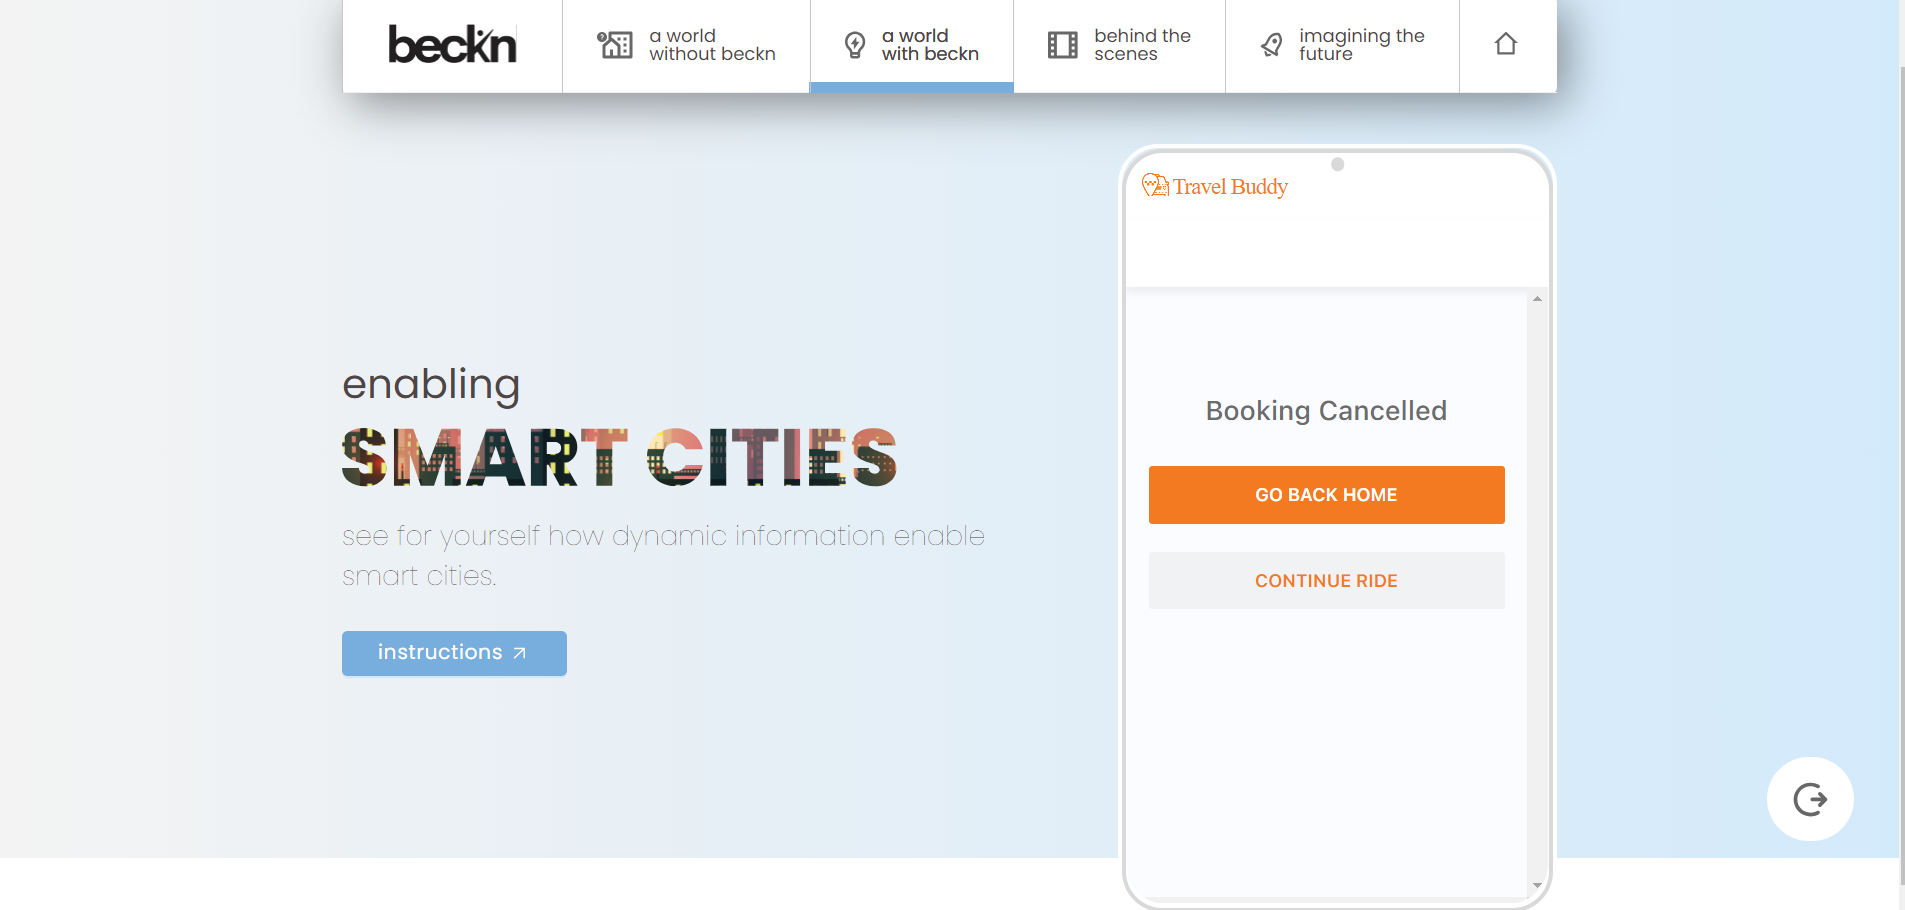 beckn
a world
without beckn
a world
with beckn
behind the
scenes
imagining the
future
Travel Buddy
enabling
SMART CITIES
see for yourself how dynamic information enable
smart cities.
instructions
Booking Cancelled
GO BACK HOME
CONTINUE RIDE